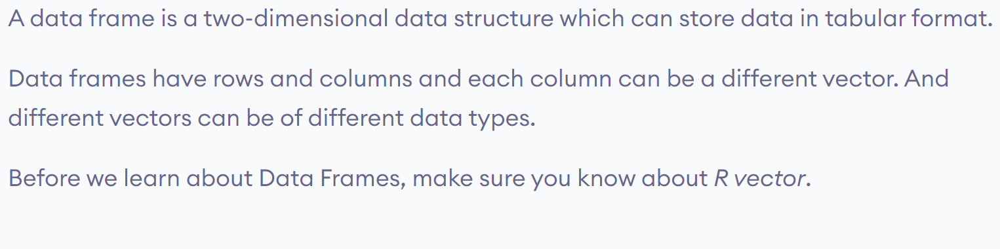 A data frame is a two-dimensional data structure which can store data in tabular format.
Data frames have rows and columns and each column can be a different vector. And
different vectors can be of different data types.
Before we learn about Data Frames, make sure you know about R vector.